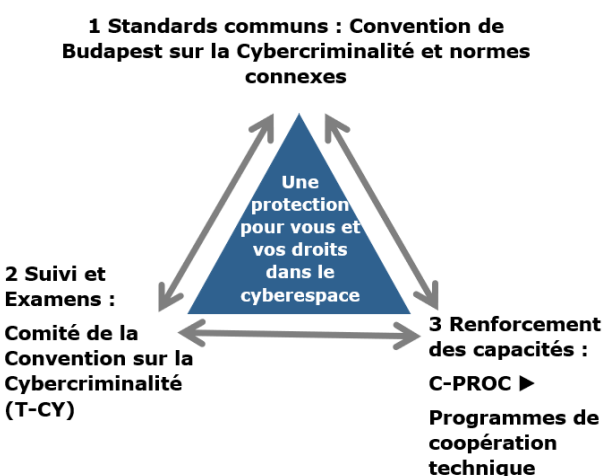 1 Standards communs : Convention de
Budapest sur la Cybercriminalité et normes
connexes
Une
protection
pour vous et
vos droits
dans le
cyberespace
2 Suivi et
Examens :
Comité de la
Convention sur la
Cybercriminalité
(T-CY)
3 Renforcement
des capacités :
C-PROC ▶
Programmes de
coopération
technique